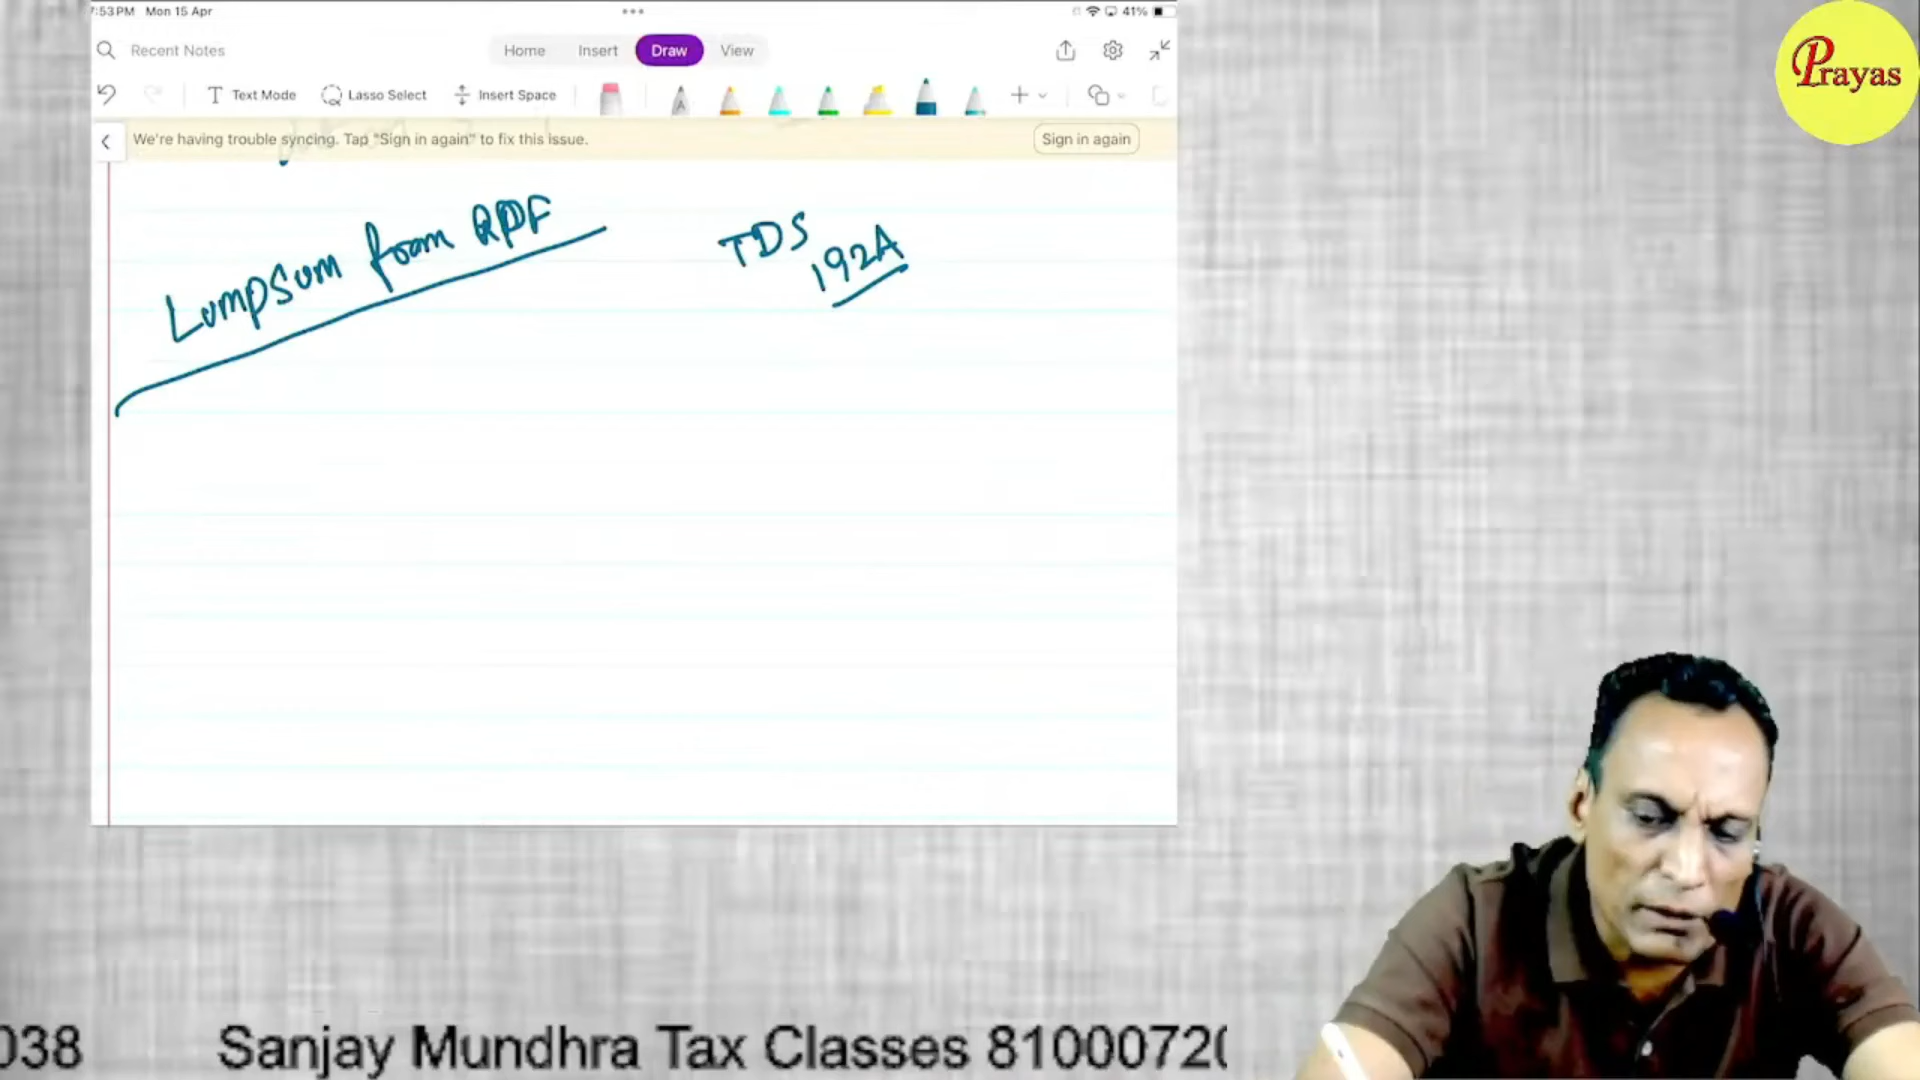 7:53 PM Mon 15 Apr
41%
Recent Notes
Home Insert Draw View
Text Mode Lasso Select Insert Space
We're having trouble syncing. Tap "Sign in again" to fix this issue.
Sign in again
Lumpsum from RPF
TDS
192A
Prayas
038 Sanjay Mundhra Tax Classes 8100072